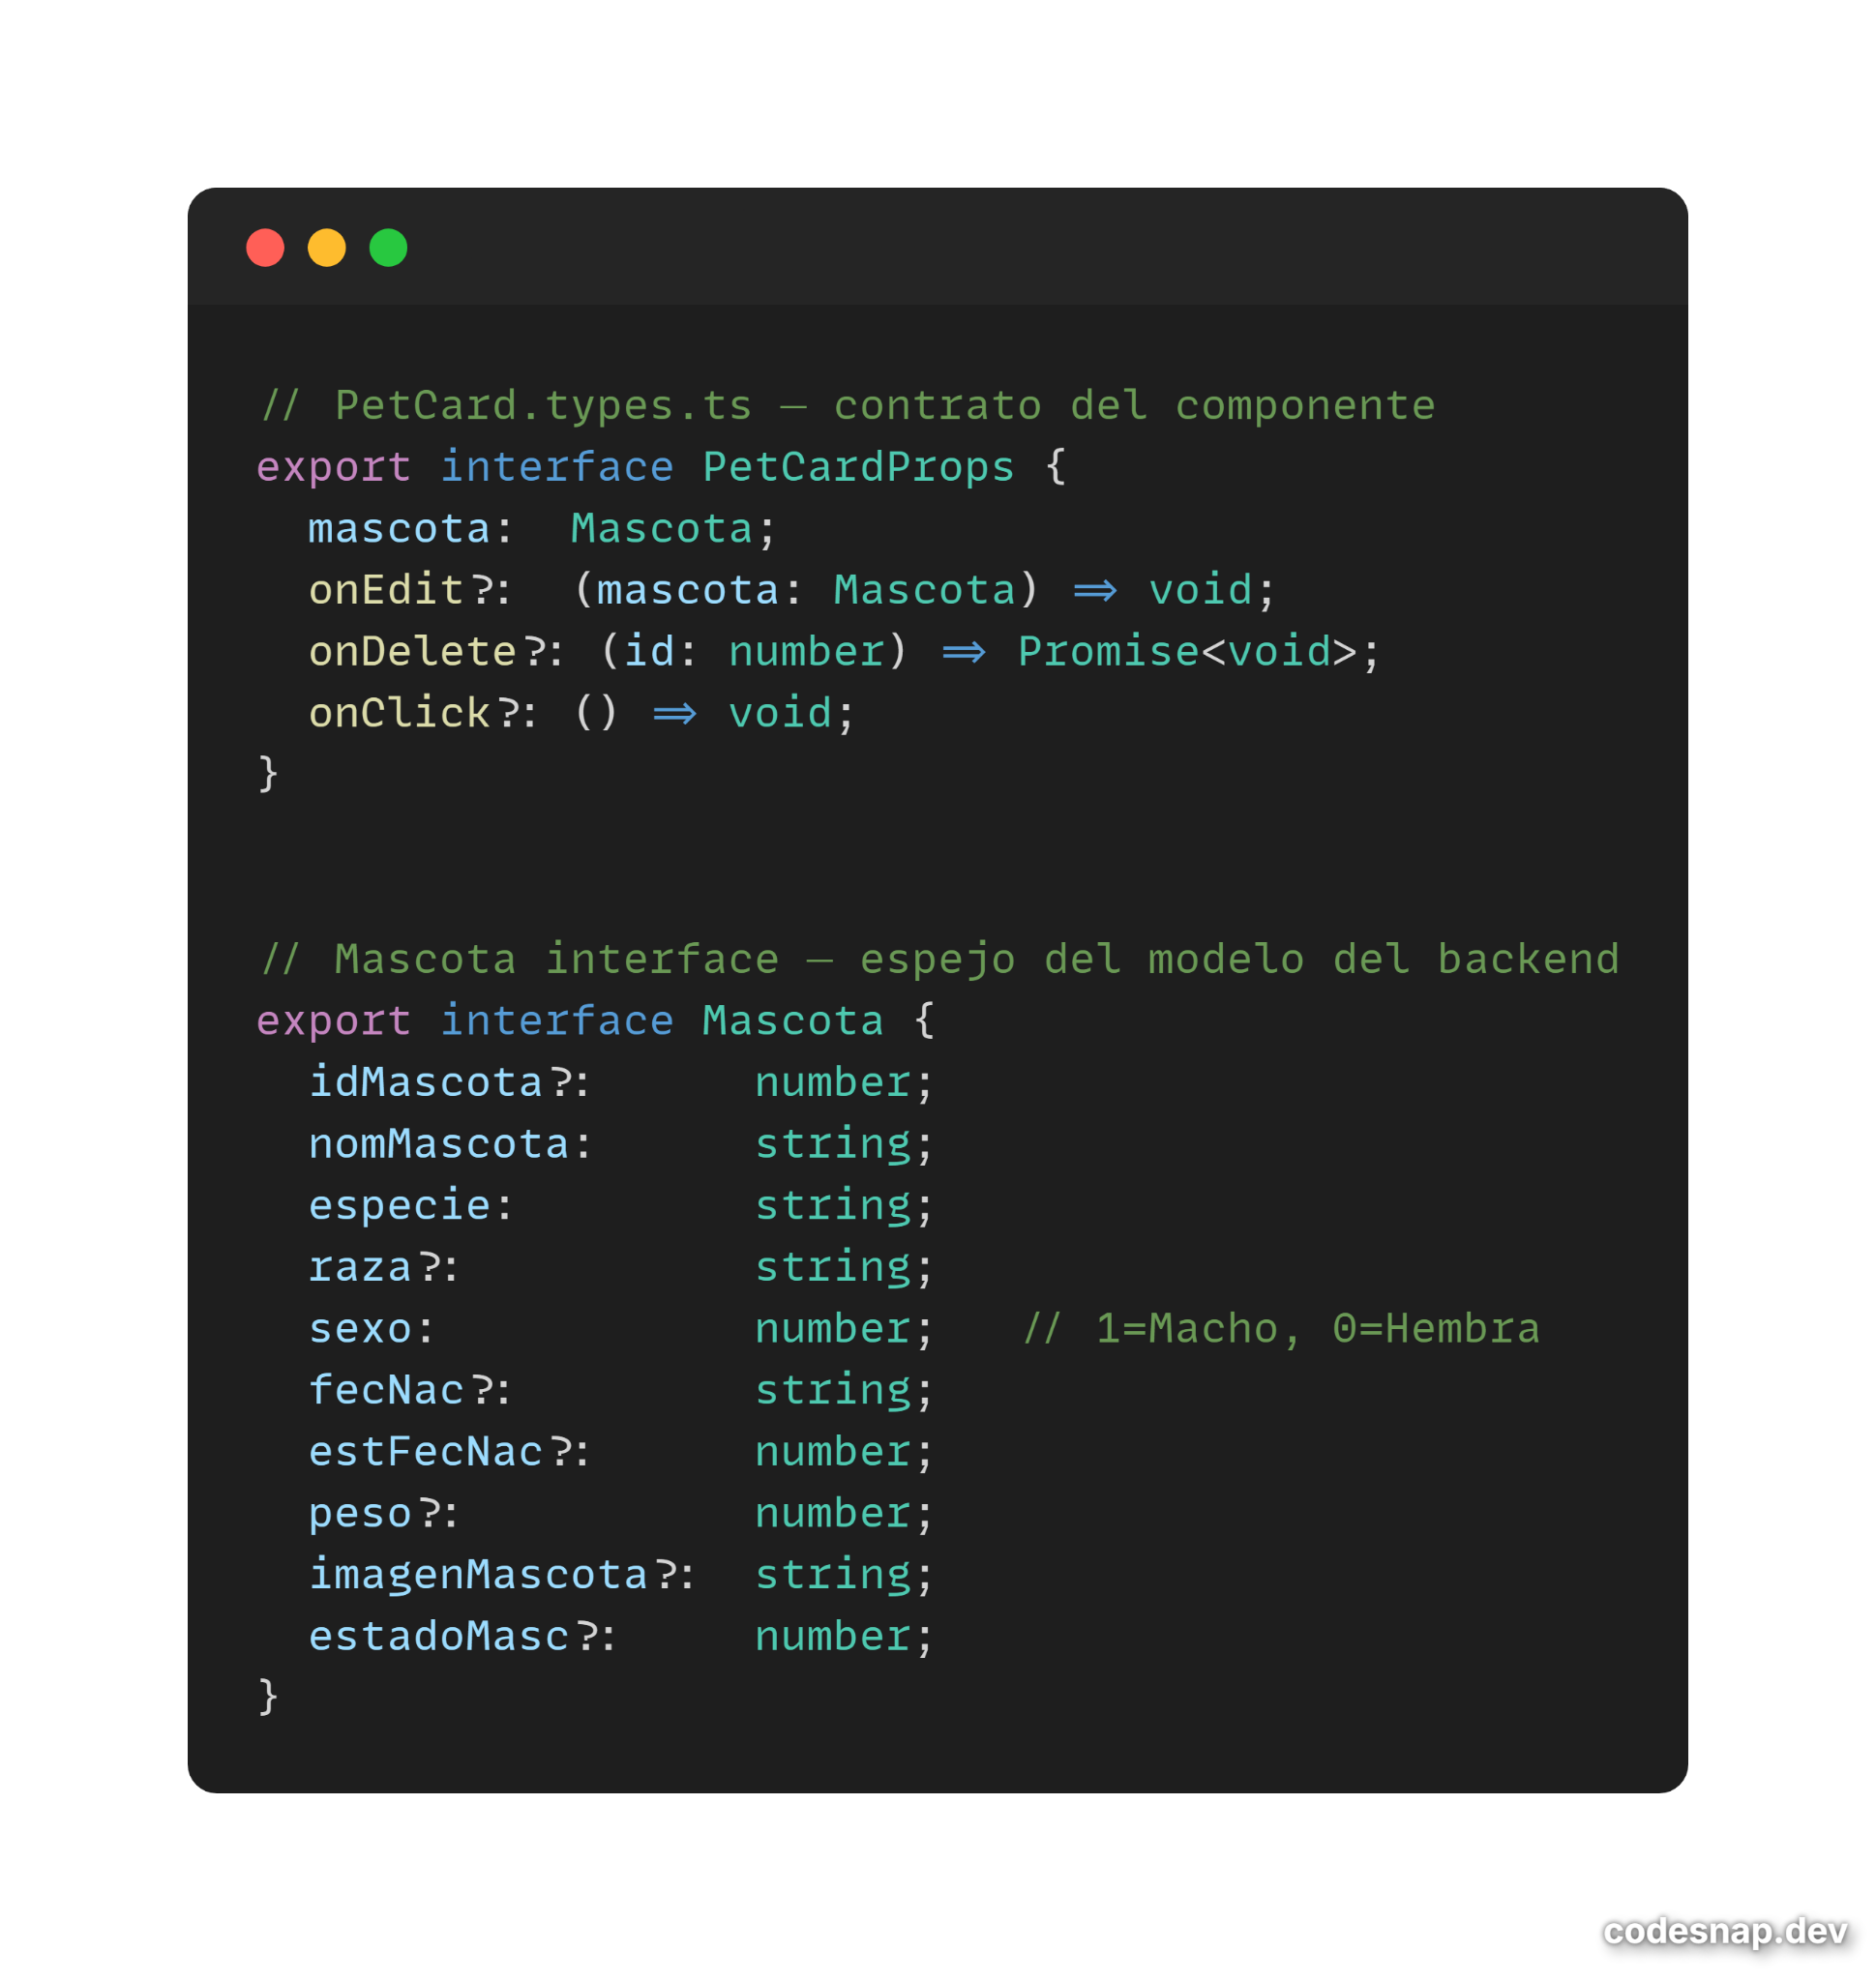 // PetCard.types.ts — contrato del componente
export interface PetCardProps {
  mascota:  Mascota;
  onEdit?:  (mascota: Mascota) => void;
  onDelete?: (id: number) => Promise<void>;
  onClick?: () => void;
}
// Mascota interface — espejo del modelo del backend
export interface Mascota {
  idMascota?:      number;
  nomMascota:      string;
  especie:         string;
  raza?:           string;
  sexo:            number;   // 1=Macho, 0=Hembra
  fecNac?:         string;
  estFecNac?:      number;
  peso?:           number;
  imagenMascota?:  string;
  estadoMasc?:     number;
}
codesnap.dev